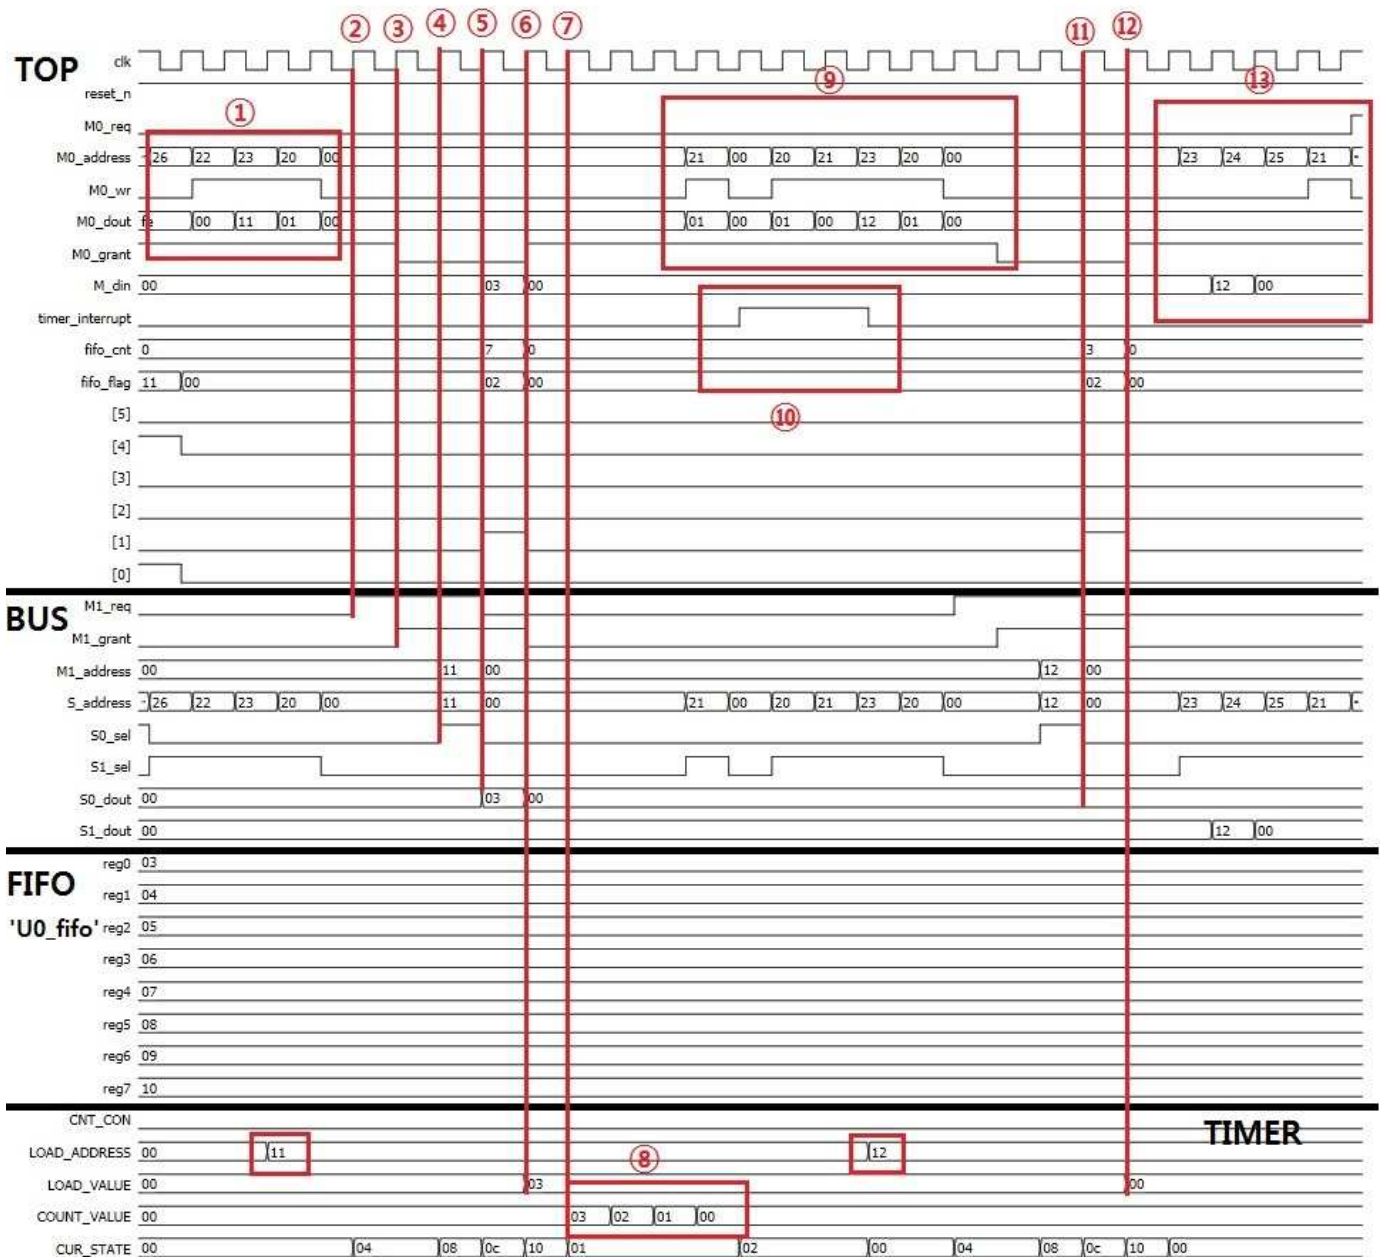 ② ③ ④ ⑤ ⑥ ⑦ ⑪ ⑫
TOP clk
reset_n ⑨ ⑬
M0_req ①
M0_address 26 22 23 20 00 21 00 20 21 23 20 00 23 24 25 21 -
M0_wr
M0_dout fe 00 11 01 00 01 00 01 00 12 01 00
M0_grant
M_din 00 03 00 12 00
timer_interrupt
fifo_cnt 0 7 0 3 0
fifo_flag 11 00 02 00 02 00
[5] ⑩
[4]
[3]
[2]
[1]
[0]
BUS M1_req
M1_grant
M1_address 00 11 00 12 00
S_address - 26 22 23 20 00 11 00 21 00 20 21 23 20 00 12 00 23 24 25 21 -
S0_sel
S1_sel
S0_dout 00 03 00
S1_dout 00 12 00
FIFO reg0 03
reg1 04
'U0_fifo' reg2 05
reg3 06
reg4 07
reg5 08
reg6 09
reg7 10
CNT_CON TIMER
LOAD_ADDRESS 00 11 12
⑧
LOAD_VALUE 00 03 00
COUNT_VALUE 00 03 02 01 00
CUR_STATE 00 04 08 0c 10 01 02 00 04 08 0c 10 00